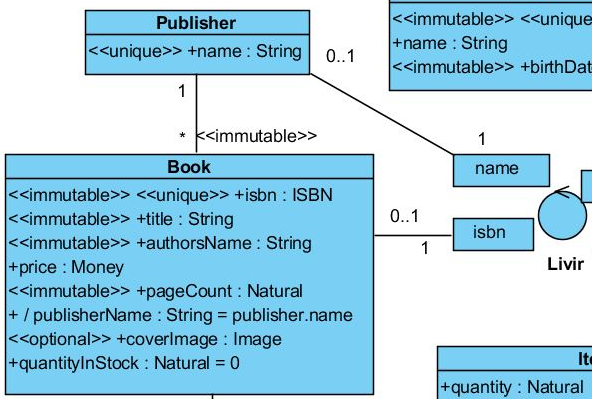 Publisher
<<unique>> +name : String
<<immutable>> <<unique
+name : String
<<immutable>>
0..1
1
* <<immutable>>
1
name
Book
<<immutable>> <<unique>> +isbn : ISBN
<<immutable>> +title : String
<<immutable>> +authorsName : String
+price : Money
<<immutable>> +pageCount : Natural
+ / publisherName : String = publisher.name
<<optional>> +coverImage : Image
+quantityInStock : Natural = 0
0..1
1
isbn
Livir
+quantity : Natural